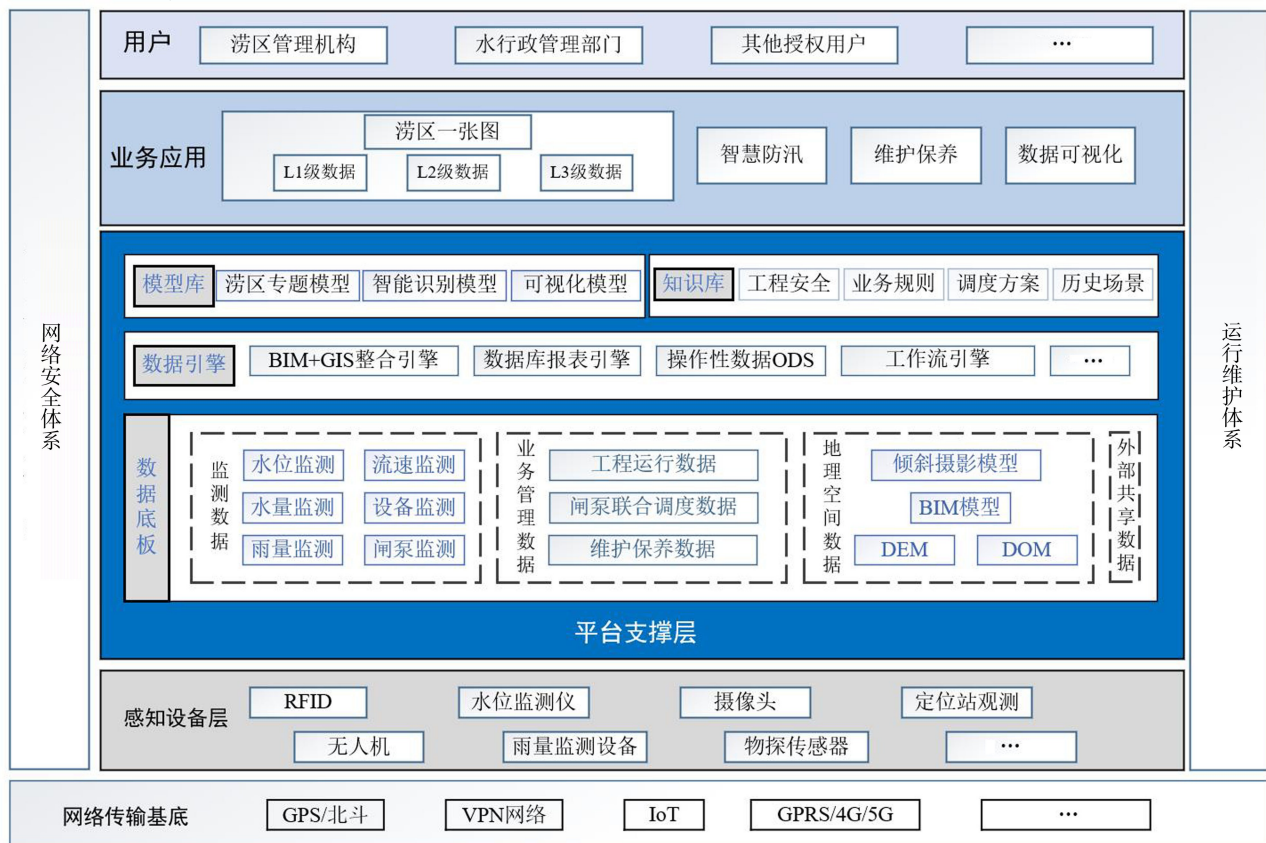 用户
涝区管理机构
水行政管理部门
其他授权用户
…
业务应用
涝区一张图
L1级数据
L2级数据
L3级数据
智慧防汛
维护保养
数据可视化
网络安全体系
运行维护体系
模型库
涝区专题模型
智能识别模型
可视化模型
知识库
工程安全
业务规则
调度方案
历史场景
数据引擎
BIM+GIS整合引擎
数据库报表引擎
操作性数据ODS
工作流引擎
…
数据底板
监测数据
水位监测
流速监测
水量监测
设备监测
雨量监测
闸泵监测
业务管理数据
工程运行数据
闸泵联合调度数据
维护保养数据
地理空间数据
倾斜摄影模型
BIM模型
DEM
DOM
外部共享数据
平台支撑层
感知设备层
RFID
水位监测仪
摄像头
定位站观测
无人机
雨量监测设备
物探传感器
…
网络传输基底
GPS/北斗
VPN网络
IoT
GPRS/4G/5G
…